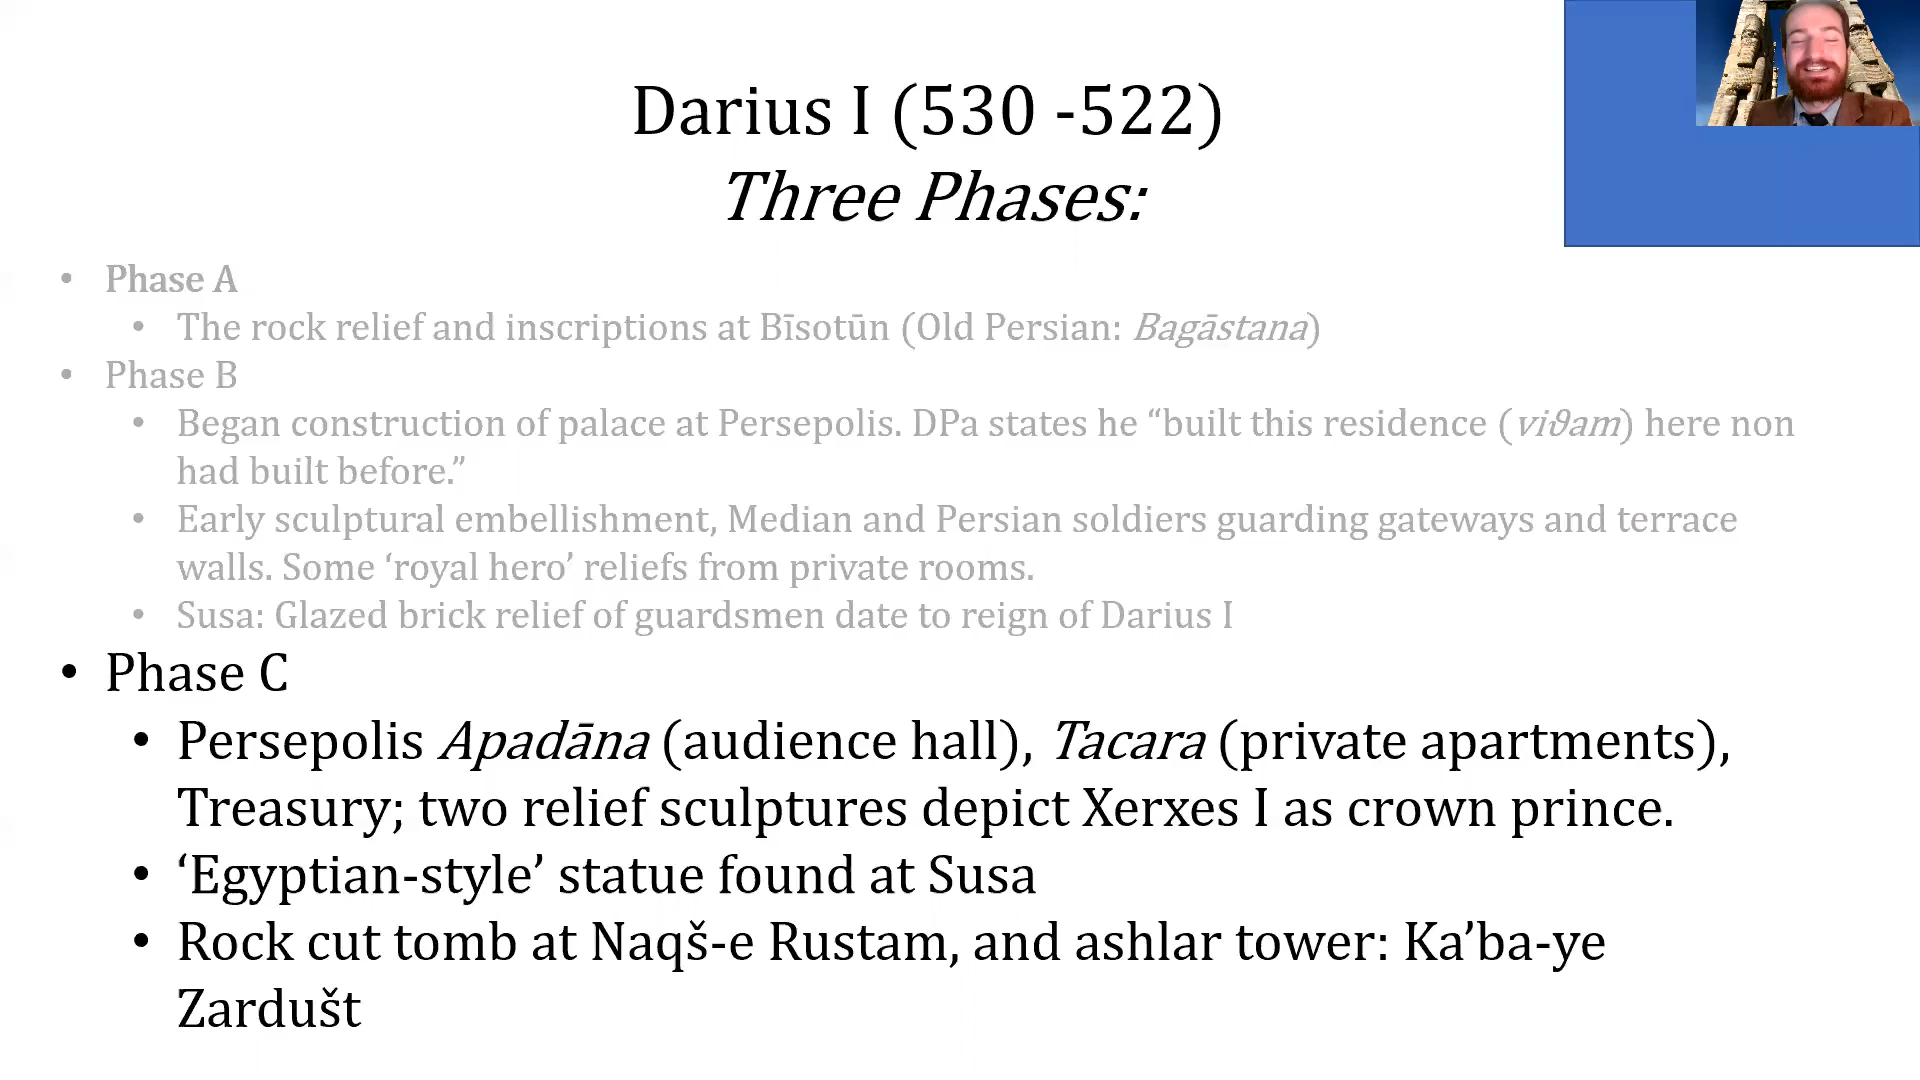 Darius I (530 -522)
Three Phases:
• Phase A
• The rock relief and inscriptions at Bīsotūn (Old Persian: Bagāstana)
• Phase B
• Began construction of palace at Persepolis. DPa states he “built this residence (viϑam) here non
had built before.”
• Early sculptural embellishment, Median and Persian soldiers guarding gateways and terrace
walls. Some ‘royal hero’ reliefs from private rooms.
• Susa: Glazed brick relief of guardsmen date to reign of Darius I
• Phase C
• Persepolis Apadāna (audience hall), Tacara (private apartments),
Treasury; two relief sculptures depict Xerxes I as crown prince.
• ‘Egyptian-style’ statue found at Susa
• Rock cut tomb at Naqš-e Rustam, and ashlar tower: Ka’ba-ye
Zardušt